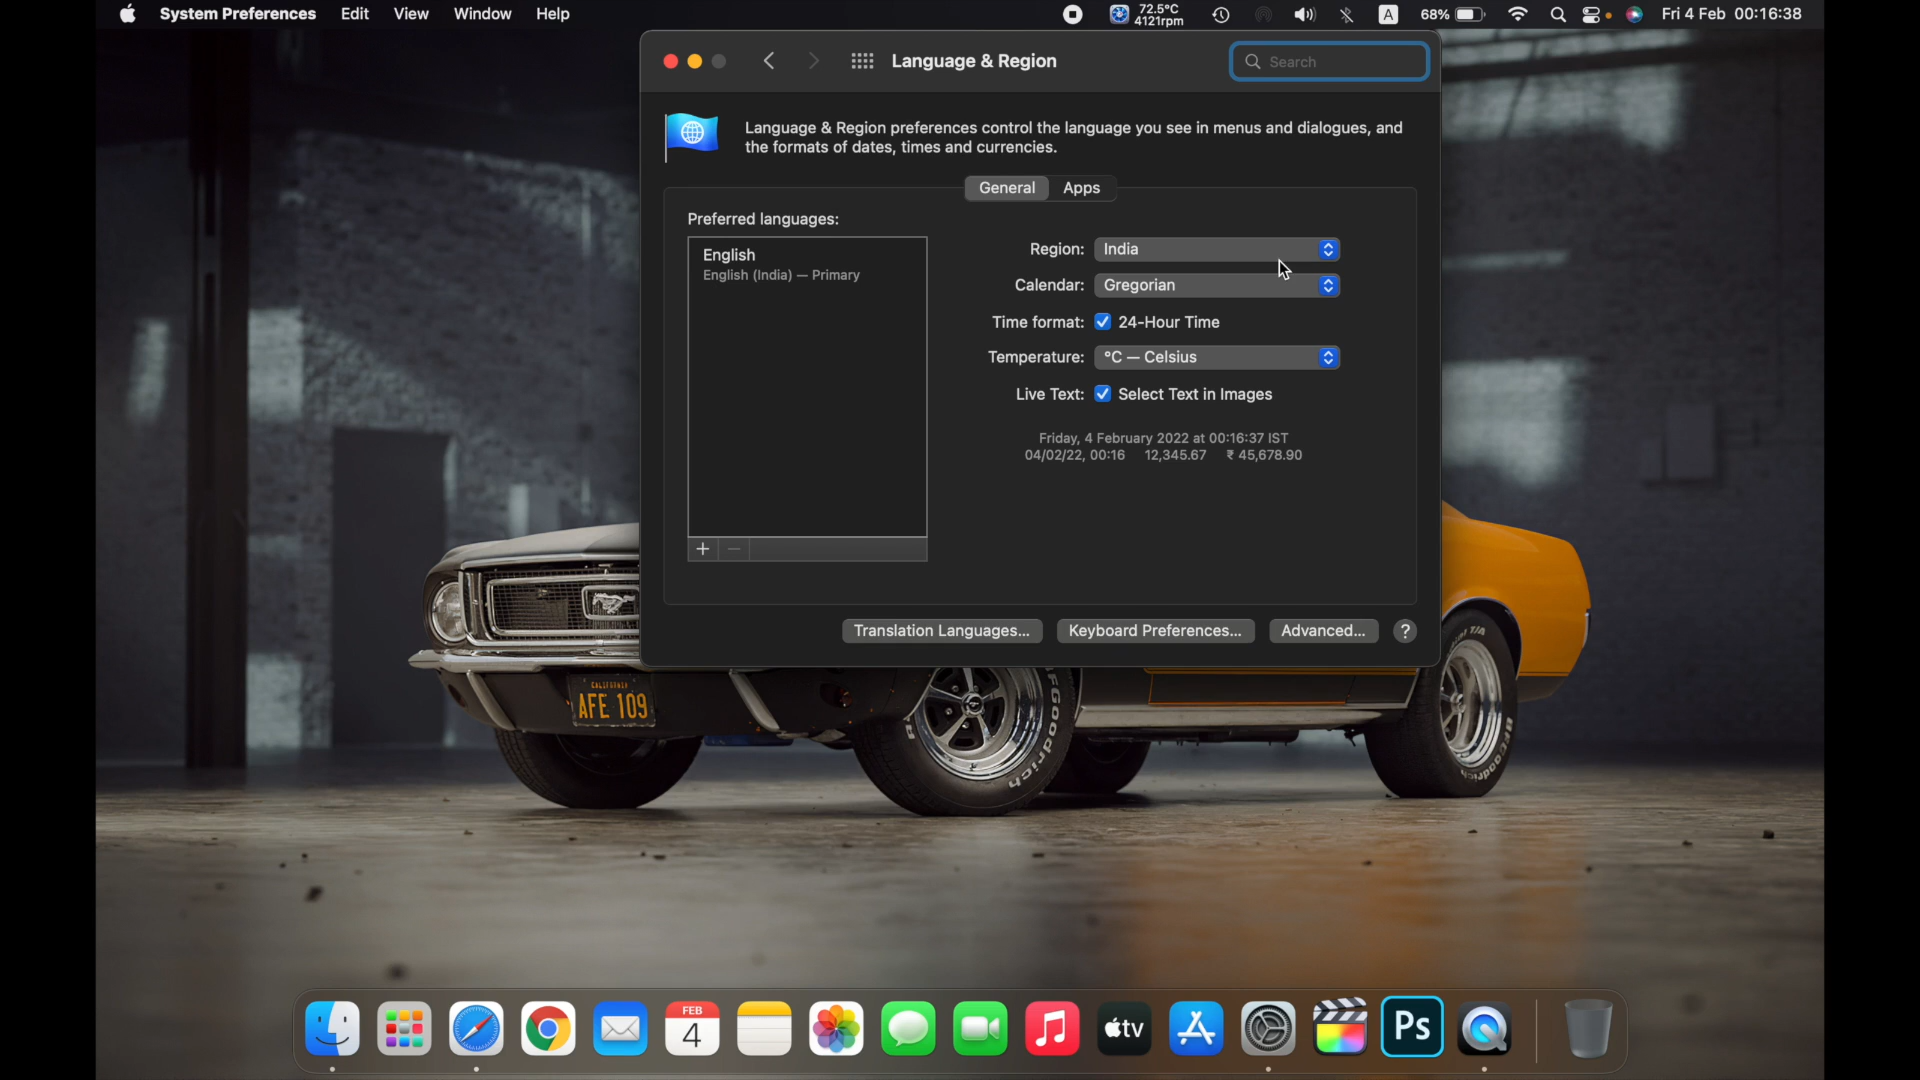 System Preferences Edit View Window Help
72.5°C
4121rpm
A 68% Fri 4 Feb 00:16:38
Language & Region
Search
Language & Region preferences control the language you see in menus and dialogues, and
the formats of dates, times and currencies.
General Apps
Preferred languages:
English
English (India) — Primary
Region: India
Calendar: Gregorian
Time format: 24-Hour Time
Temperature: °C — Celsius
Live Text: Select Text in Images
Friday, 4 February 2022 at 00:16:37 IST
04/02/22, 00:16 12,345.67 ₹ 45,678.90
+ −
Translation Languages... Keyboard Preferences... Advanced... ?
CALIFORNIA
AFE 109
BFGoodrich
T/A
BFGoodrich
FEB
4
tv
Ps